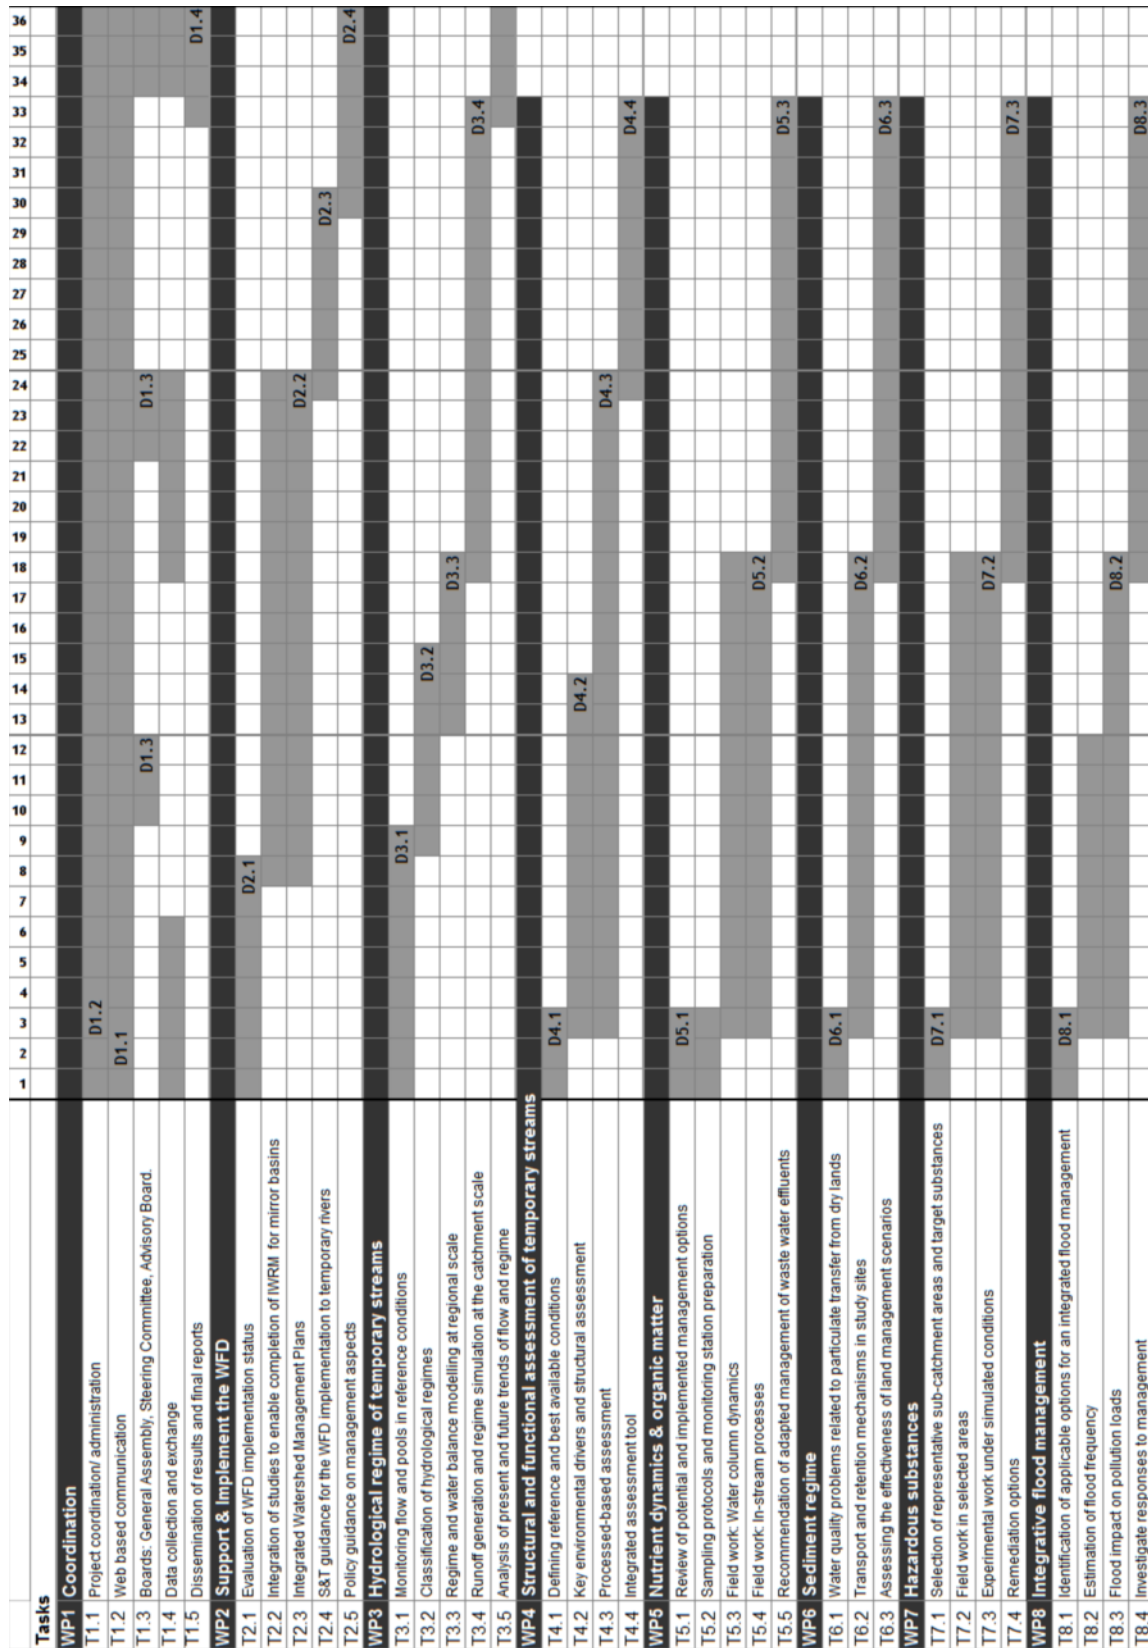 Tasks 1 2 3 4 5 6 7 8 9 10 11 12 13 14 15 16 17 18 19 20 21 22 23 24 25 26 27 28 29 30 31 32 33 34 35 36
WP1 Coordination
T1.1 Project coordination/ administration D1.2
T1.2 Web based communication D1.1
T1.3 Boards: General Assembly, Steering Committee, Advisory Board. D1.3 D1.3
T1.4 Data collection and exchange
T1.5 Dissemination of results and final reports D1.4
WP2 Support & Implement the WFD
T2.1 Evaluation of WFD implementation status D2.1
T2.2 Integration of studies to enable completion of IWRM for mirror basins
T2.3 Integrated Watershed Management Plans D2.2
T2.4 S&T guidance for the WFD implementation to temporary rivers D2.3
T2.5 Policy guidance on management aspects D2.4
WP3 Hydrological regime of temporary streams
T3.1 Monitoring flow and pools in reference conditions D3.1
T3.2 Classification of hydrological regimes D3.2
T3.3 Regime and water balance modelling at regional scale D3.3
T3.4 Runoff generation and regime simulation at the catchment scale D3.4
T3.5 Analysis of present and future trends of flow and regime
WP4 Structural and functional assessment of temporary streams
T4.1 Defining reference and best available conditions D4.1
T4.2 Key environmental drivers and structural assessment D4.2
T4.3 Processed-based assessment D4.3
T4.4 Integrated assessment tool D4.4
WP5 Nutrient dynamics & organic matter
T5.1 Review of potential and implemented management options D5.1
T5.2 Sampling protocols and monitoring station preparation
T5.3 Field work: Water column dynamics
T5.4 Field work: In-stream processes D5.2
T5.5 Recommendation of adapted management of waste water effluents D5.3
WP6 Sediment regime
T6.1 Water quality problems related to particulate transfer from dry lands D6.1
T6.2 Transport and retention mechanisms in study sites D6.2
T6.3 Assessing the effectiveness of land management scenarios D6.3
WP7 Hazardous substances
T7.1 Selection of representative sub-catchment areas and target substances D7.1
T7.2 Field work in selected areas
T7.3 Experimental work under simulated conditions D7.2
T7.4 Remediation options D7.3
WP8 Integrative flood management
T8.1 Identification of applicable options for an integrated flood management D8.1
T8.2 Estimation of flood frequency
T8.3 Flood impact on pollution loads D8.2
T8.4 Investigate responses to management D8.3